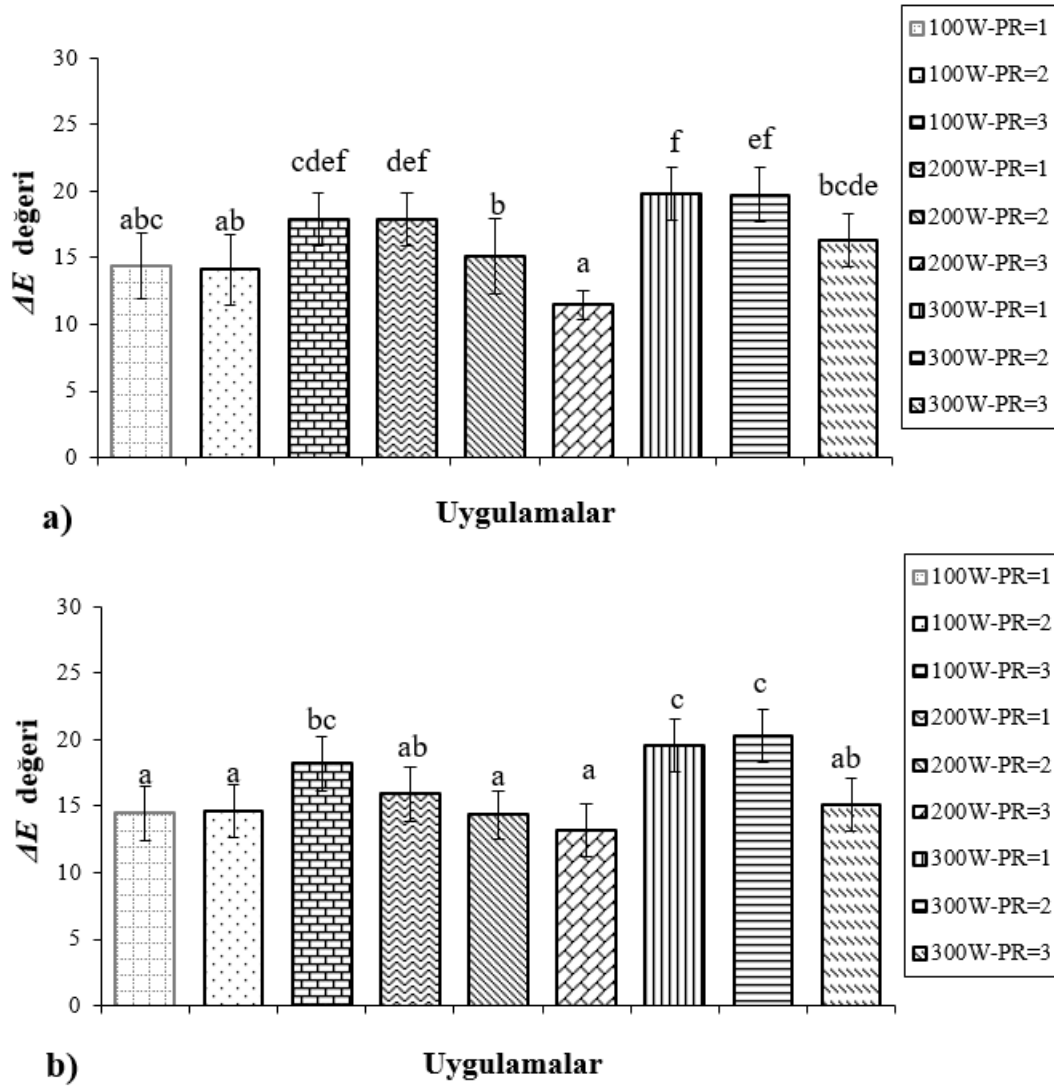 30
25
20
15
10
5
0
ΔE değeri
abc
ab
cdef
def
b
a
f
ef
bcde
Uygulamalar
a)
100W-PR=1
100W-PR=2
100W-PR=3
200W-PR=1
200W-PR=2
200W-PR=3
300W-PR=1
300W-PR=2
300W-PR=3
30
25
20
15
10
5
0
ΔE değeri
a
a
bc
ab
a
a
c
c
ab
Uygulamalar
b)
100W-PR=1
100W-PR=2
100W-PR=3
200W-PR=1
200W-PR=2
200W-PR=3
300W-PR=1
300W-PR=2
300W-PR=3